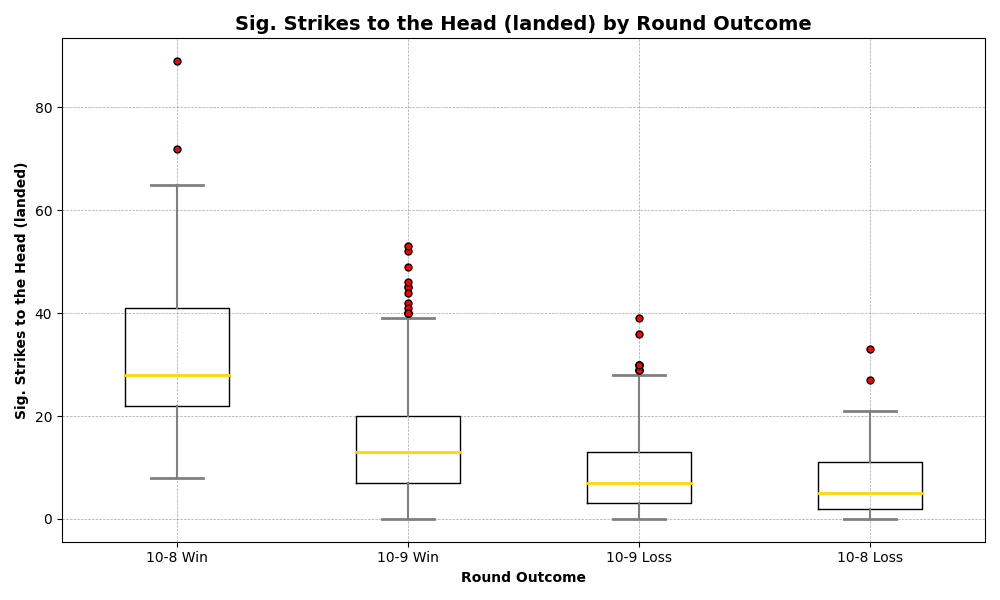 Sig. Strikes to the Head (landed) by Round Outcome
Sig. Strikes to the Head (landed)
80
60
40
20
0
10-8 Win
10-9 Win
10-9 Loss
10-8 Loss
Round Outcome